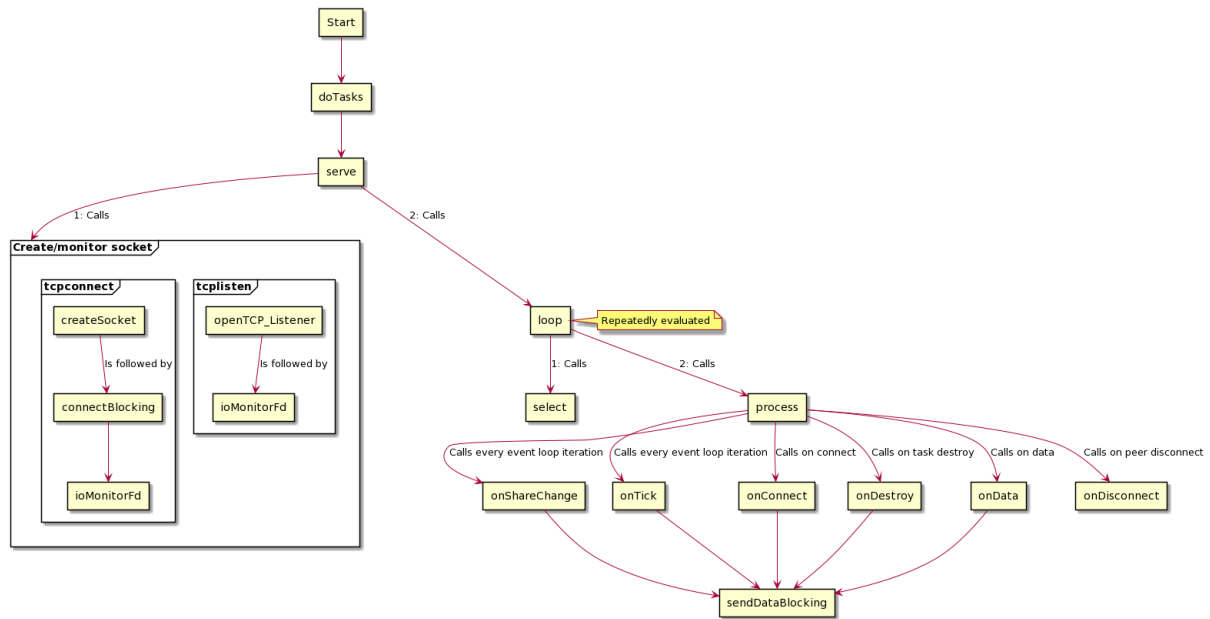 Start
doTasks
serve
1: Calls
2: Calls
Create/monitor socket
tcpconnect
tcplisten
createSocket
openTCP_Listener
loop
Repeatedly evaluated
Is followed by
Is followed by
1: Calls
2: Calls
connectBlocking
ioMonitorFd
select
process
Calls every event loop iteration
Calls every event loop iteration
Calls on connect
Calls on task destroy
Calls on data
Calls on peer disconnect
ioMonitorFd
onShareChange
onTick
onConnect
onDestroy
onData
onDisconnect
sendDataBlocking